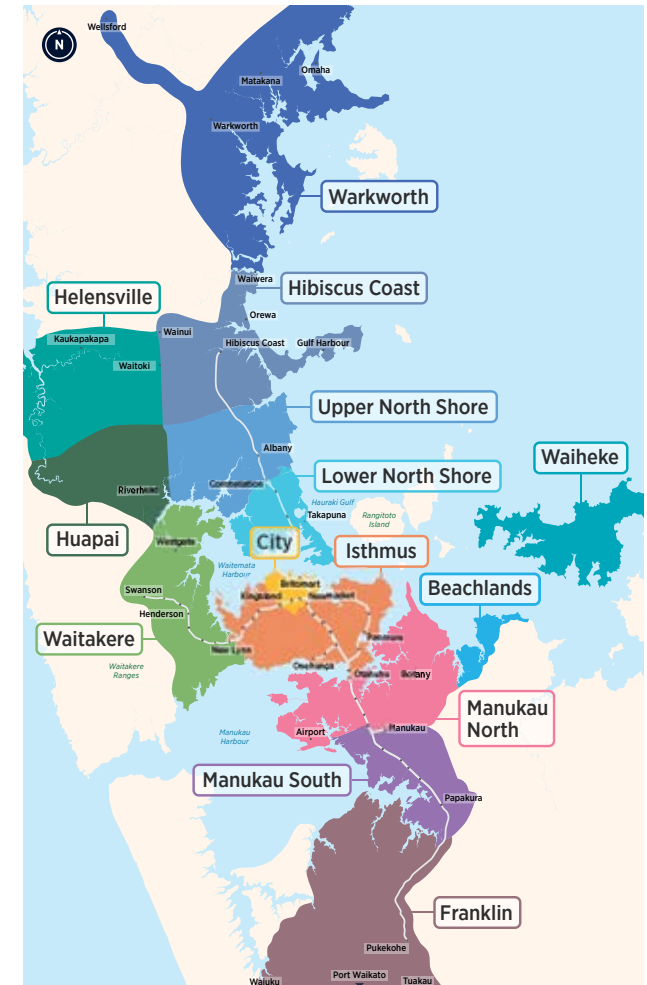 N
Wellsford
Omaha
Matakana
Warkworth
Warkworth
Waiwera
Hibiscus Coast
Helensville
Orewa
Wainui
Kaukapakapa
Hibiscus Coast
Gulf Harbour
Waitoki
Upper North Shore
Albany
Waiheke
Lower North Shore
Constellation
Riverhead
Hauraki Gulf
Takapuna
Rangitoto
Island
Huapai
Westgate
City
Isthmus
Waitemata
Harbour
Britomart
Beachlands
Swanson
Kingsland
Newmarket
Henderson
Waitakere
Panmure
New Lynn
Waitakere
Ranges
Onehunga
Otahuhu
Botany
Manukau
North
Airport
Manukau
Manukau
Harbour
Manukau South
Papakura
Franklin
Pukekohe
Port Waikato
Waiuku
Tuakau